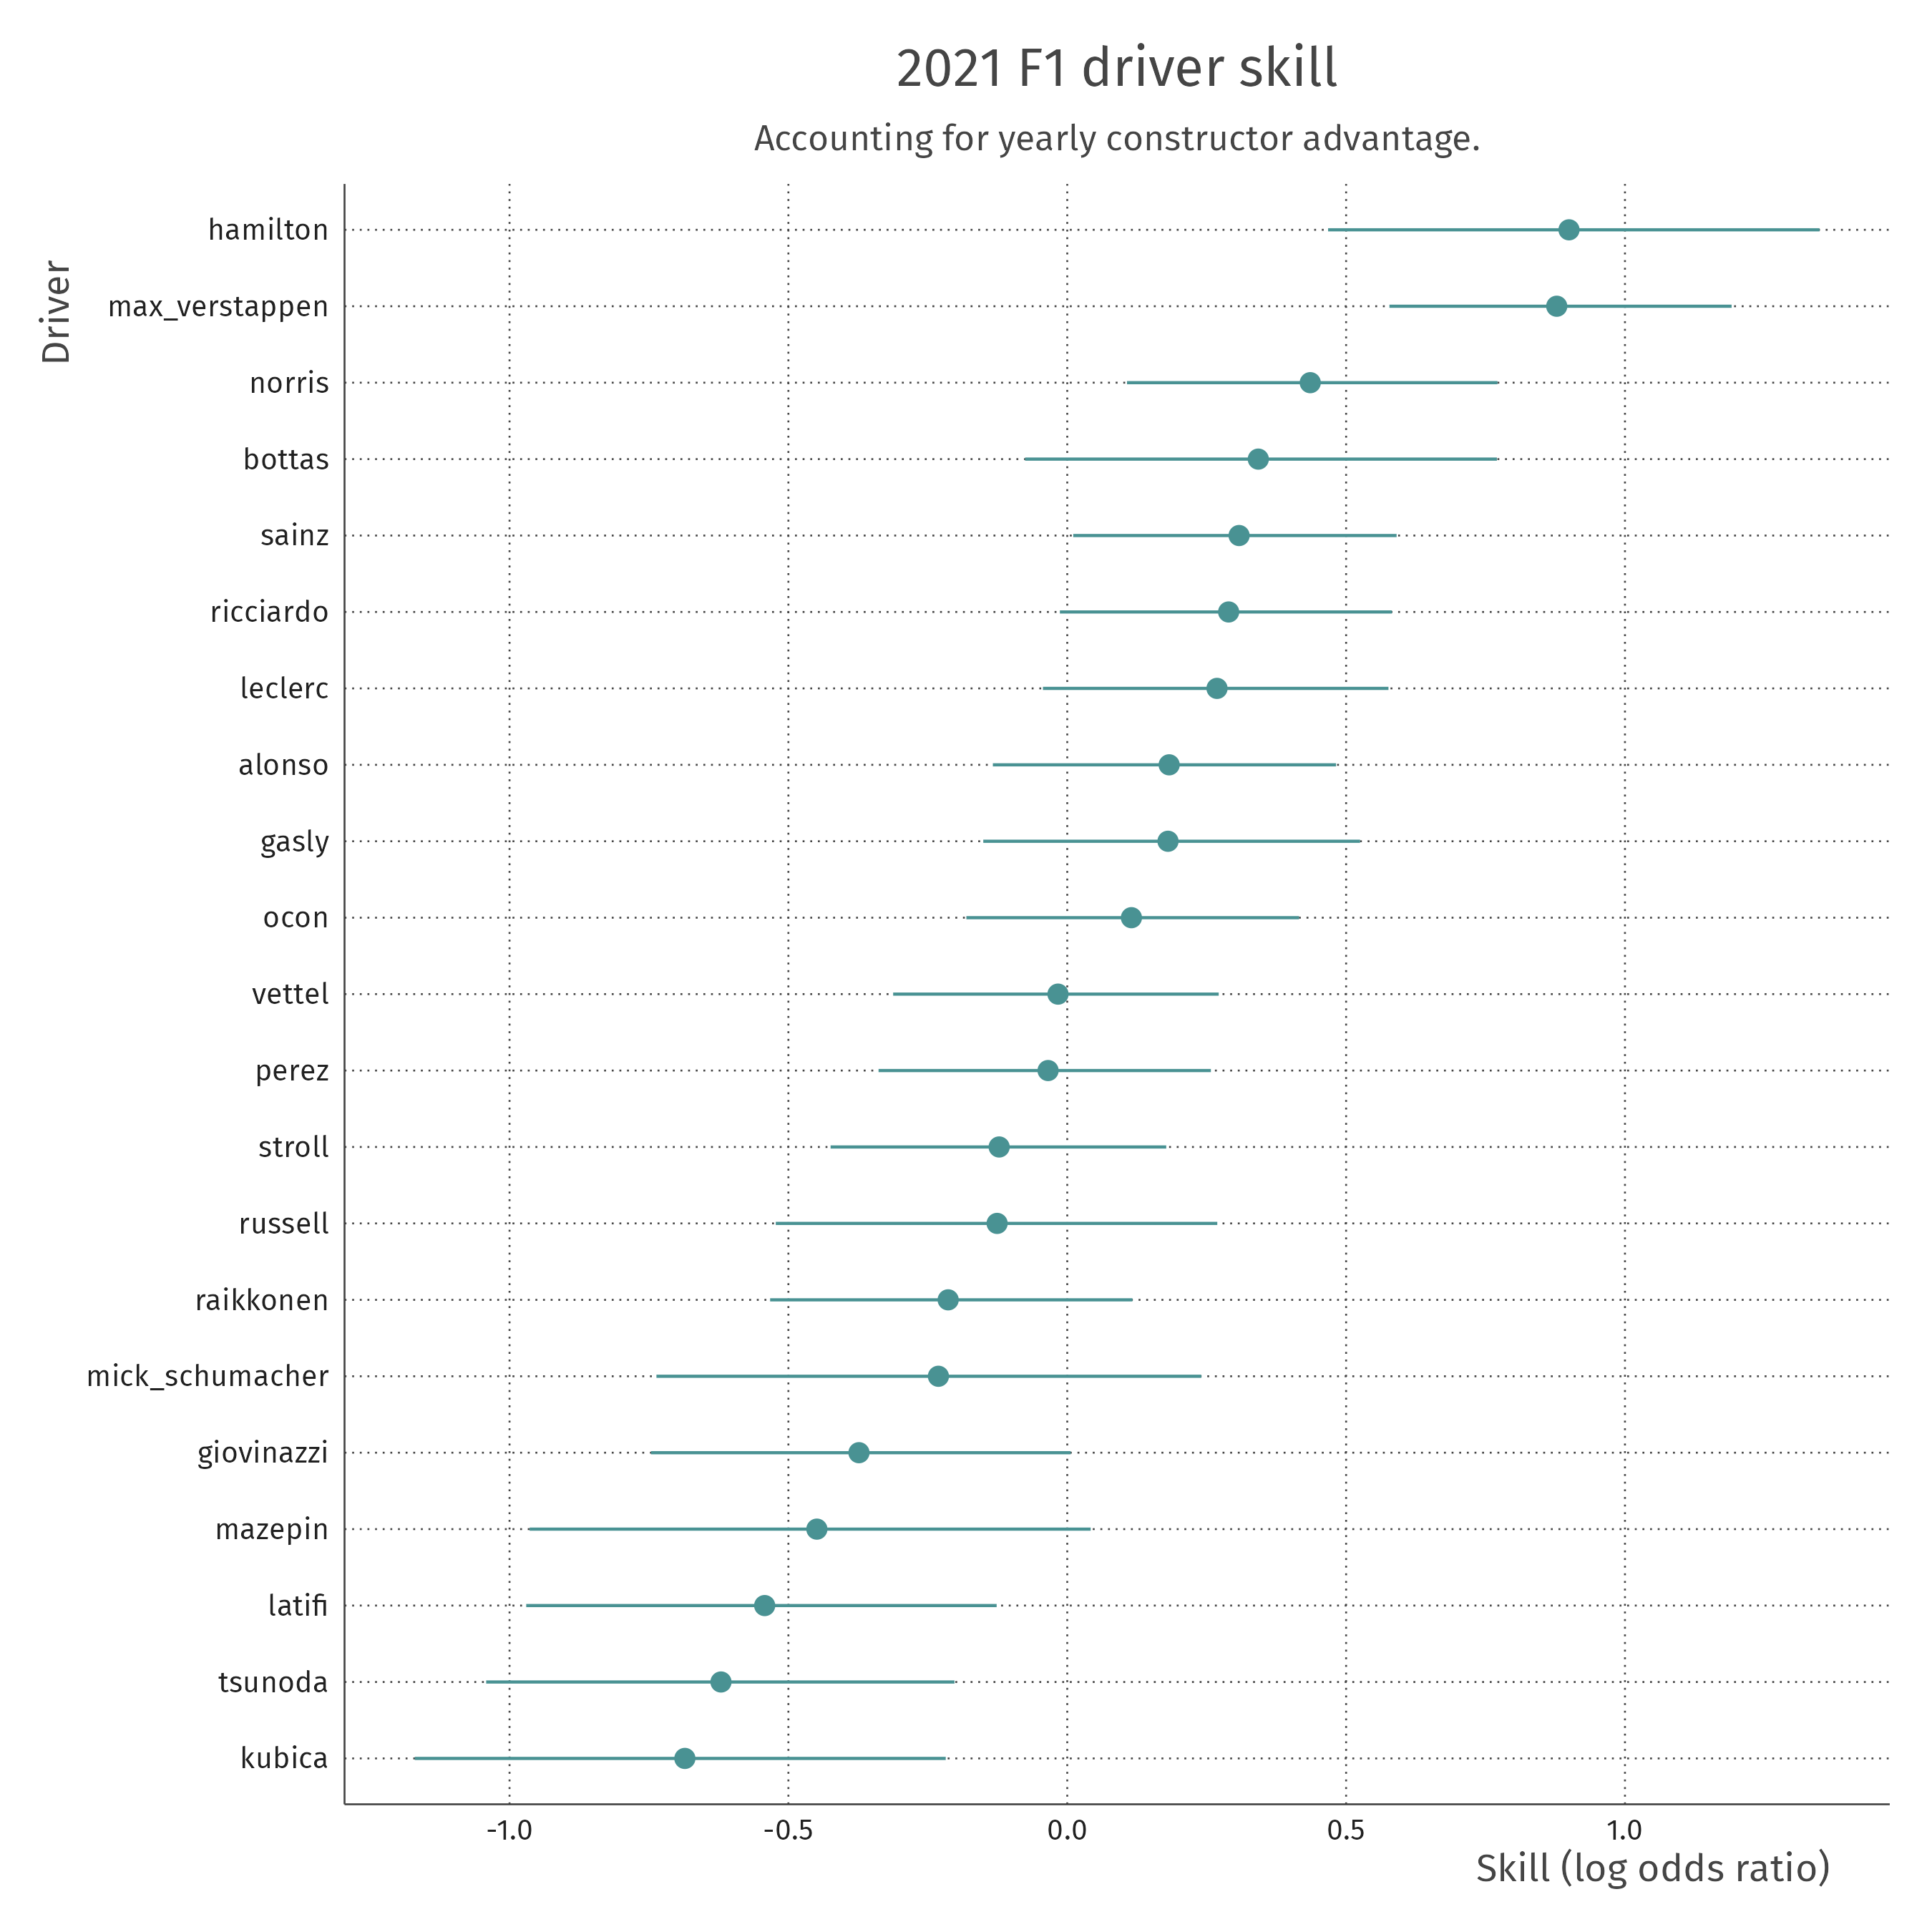 2021 F1 driver skill
Accounting for yearly constructor advantage.
Driver
hamilton
max_verstappen
norris
bottas
sainz
ricciardo
leclerc
alonso
gasly
ocon
vettel
perez
stroll
russell
raikkonen
mick_schumacher
giovinazzi
mazepin
latifi
tsunoda
kubica
-1.0 -0.5 0.0 0.5 1.0
Skill (log odds ratio)